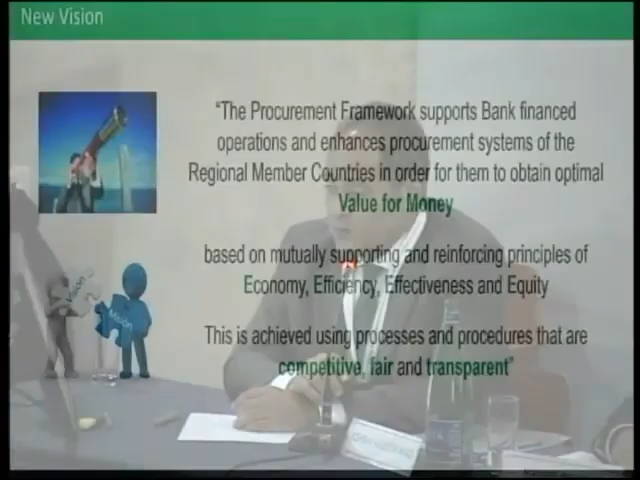 New Vision
“The Procurement Framework supports Bank financed
operations and enhances procurement systems of the
Regional Member Countries in order for them to obtain optimal
Value for Money
based on mutually supporting and reinforcing principles of
Economy, Efficiency, Effectiveness and Equity
This is achieved using processes and procedures that are
competitive, fair and transparent”
Vision
Mission